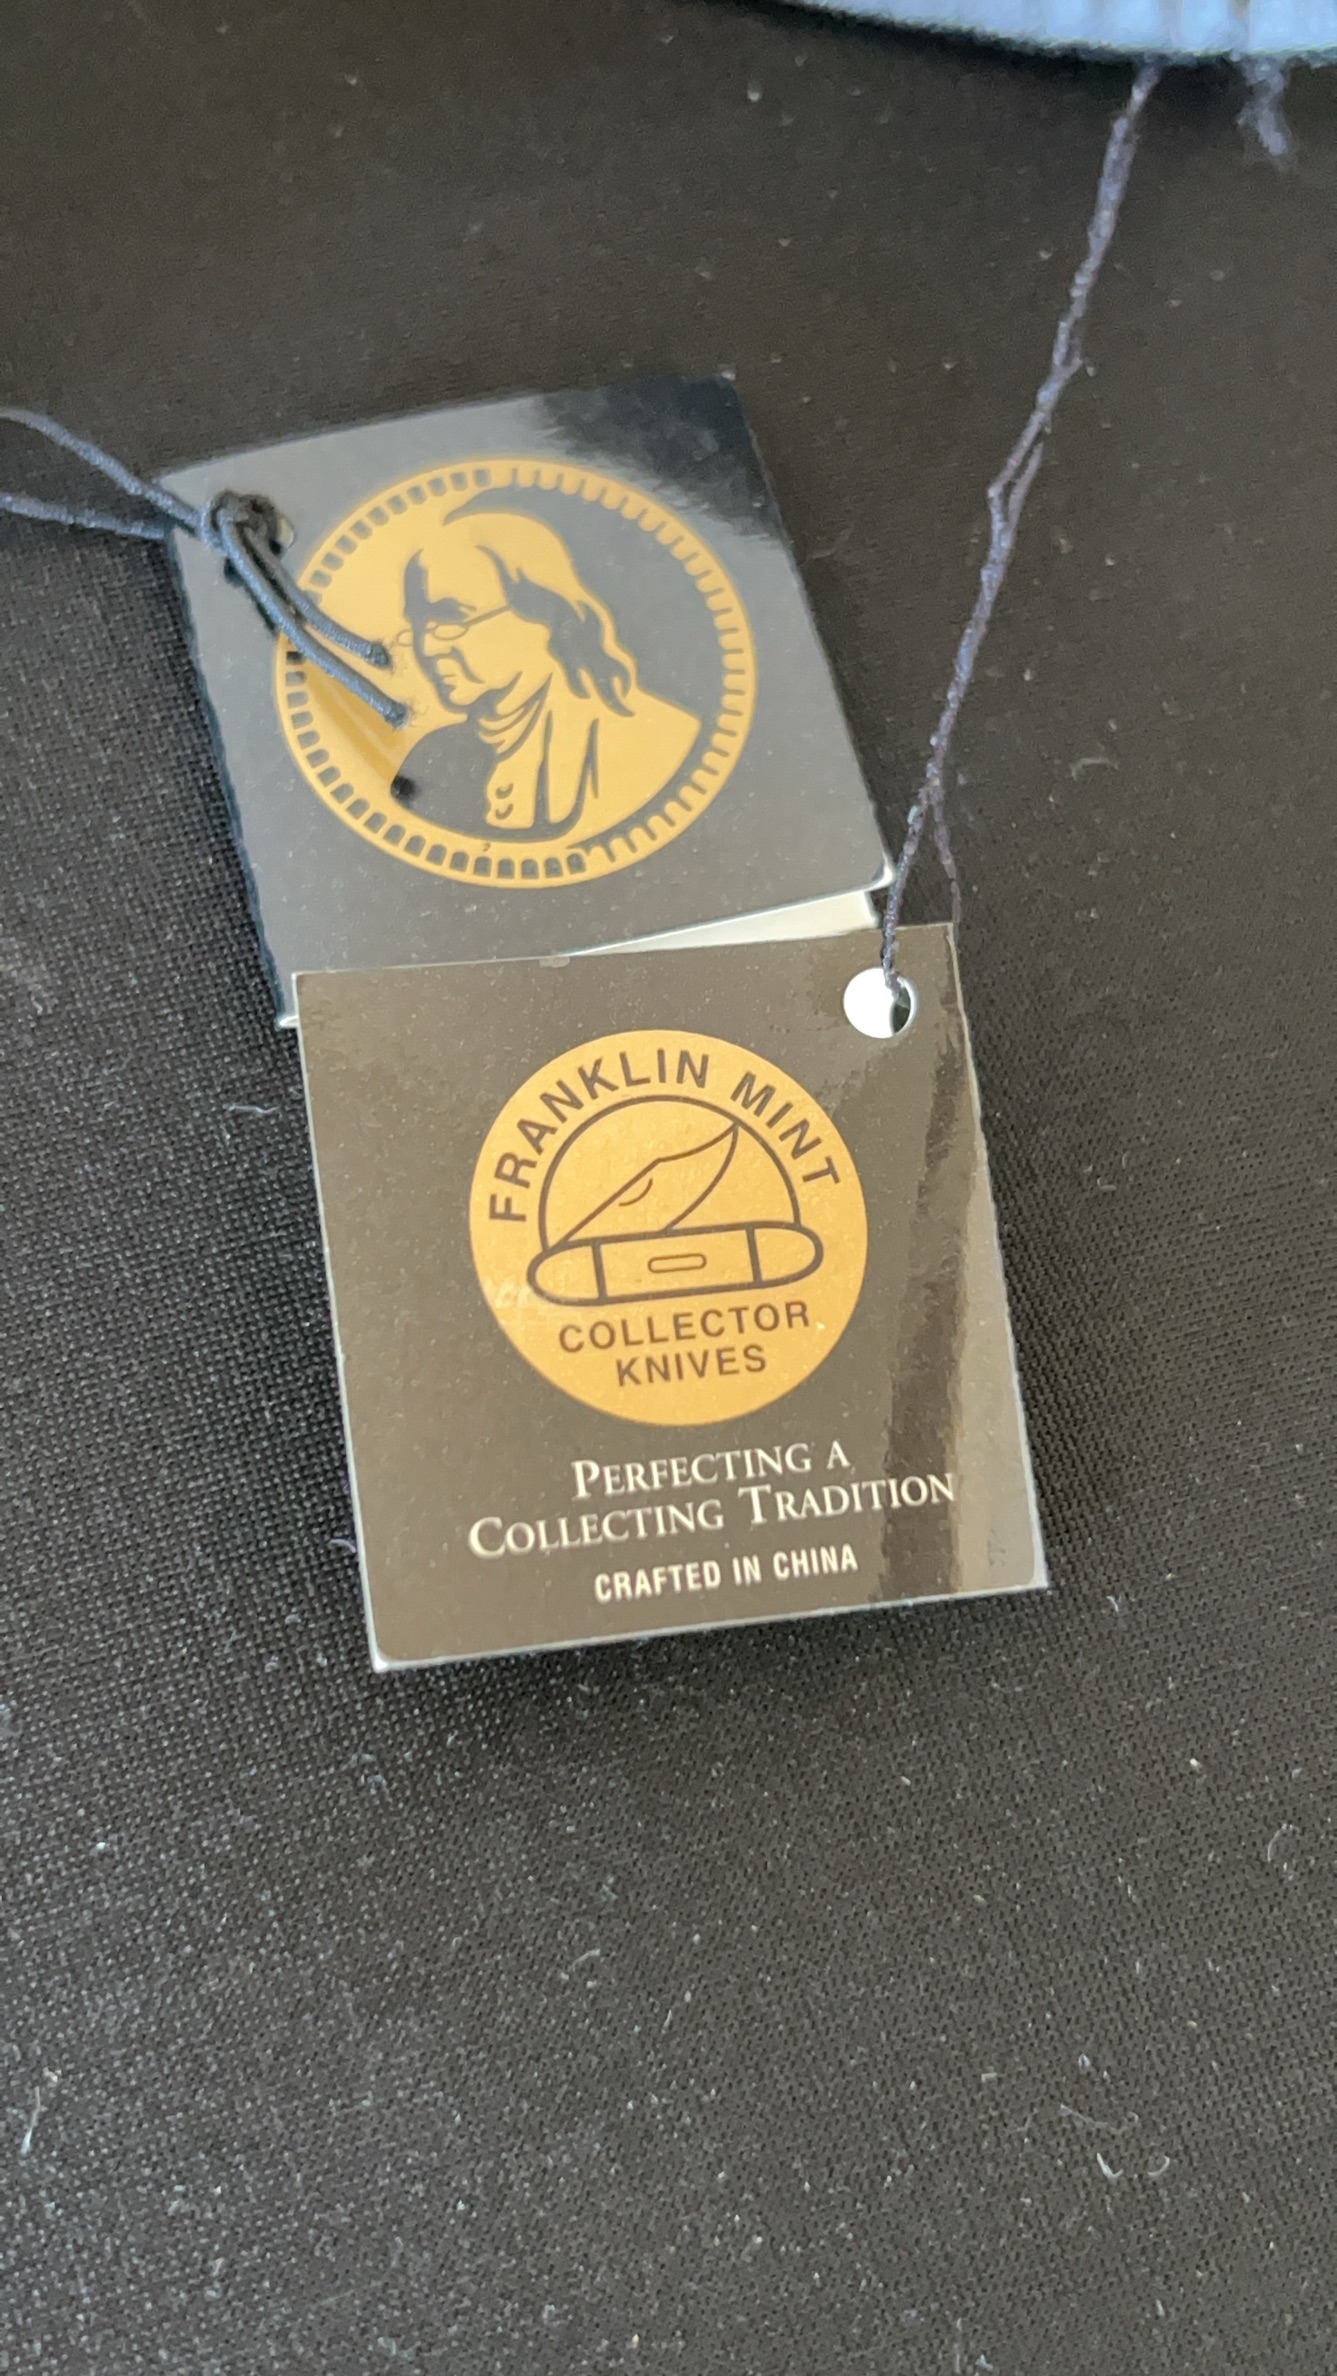 FRANKLIN MINT
COLLECTOR
KNIVES
PERFECTING A
COLLECTING TRADITION
CRAFTED IN CHINA